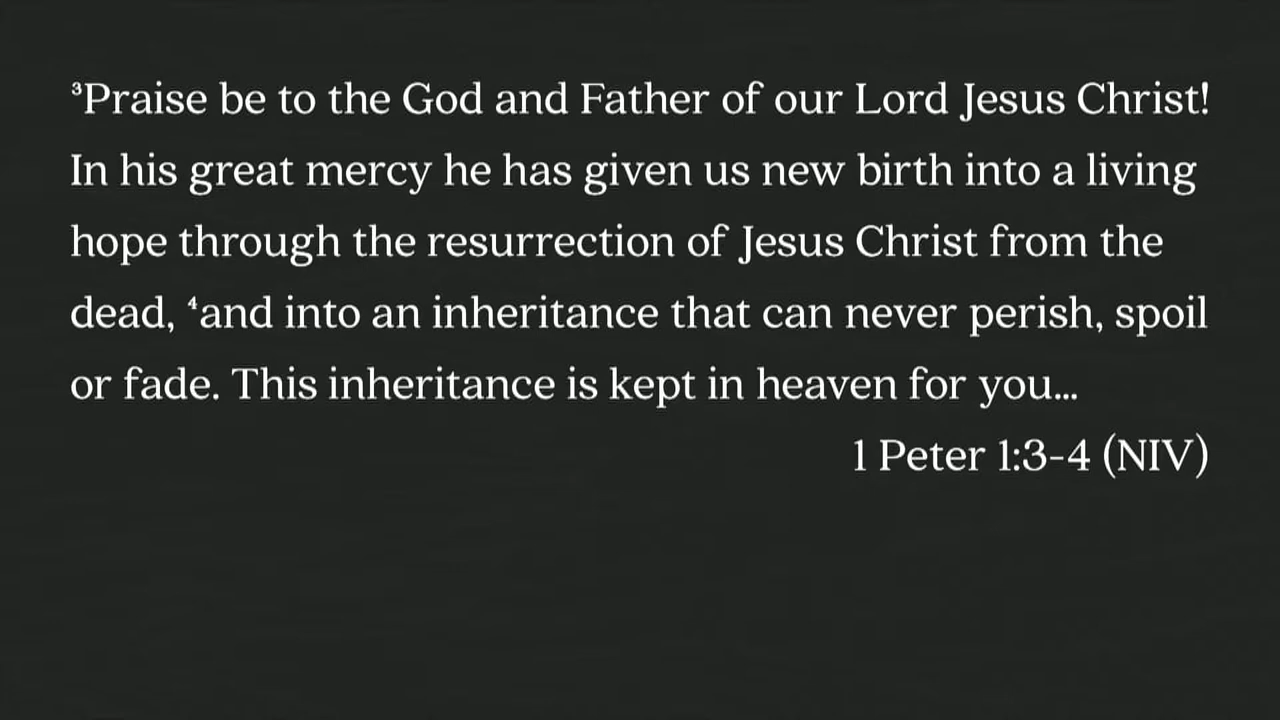 ³Praise be to the God and Father of our Lord Jesus Christ!
In his great mercy he has given us new birth into a living
hope through the resurrection of Jesus Christ from the
dead, ⁴and into an inheritance that can never perish, spoil
or fade. This inheritance is kept in heaven for you...
1 Peter 1:3-4 (NIV)